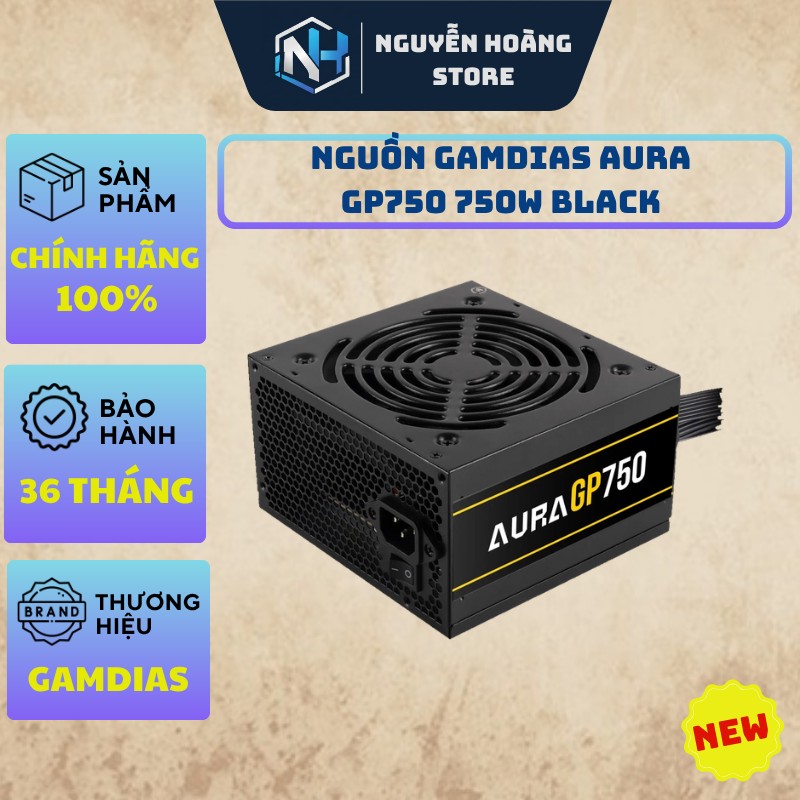 NH
NGUYỄN HOÀNG
STORE
NGUỒN GAMDIAS AURA
GP750 750W BLACK
SẢN
PHẨM
CHÍNH HÃNG
100%
BẢO
HÀNH
36 THÁNG
BRAND
THƯƠNG
HIỆU
GAMDIAS
AURA GP750
NEW